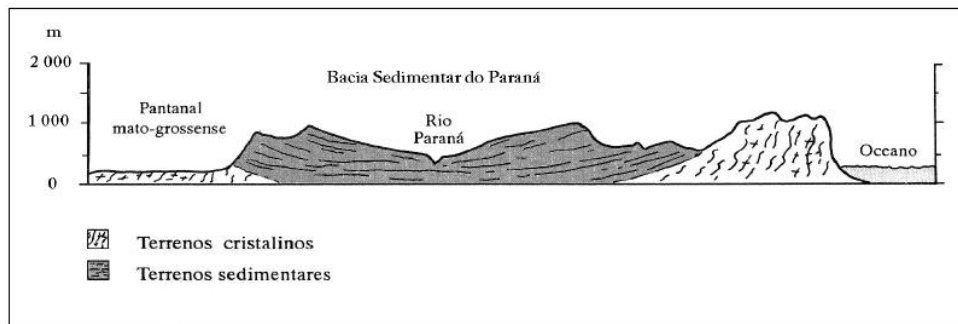 m
2 000
Bacia Sedimentar do Paraná
Pantanal
mato-grossense
1 000
Rio
Paraná
Oceano
0
Terrenos cristalinos
Terrenos sedimentares